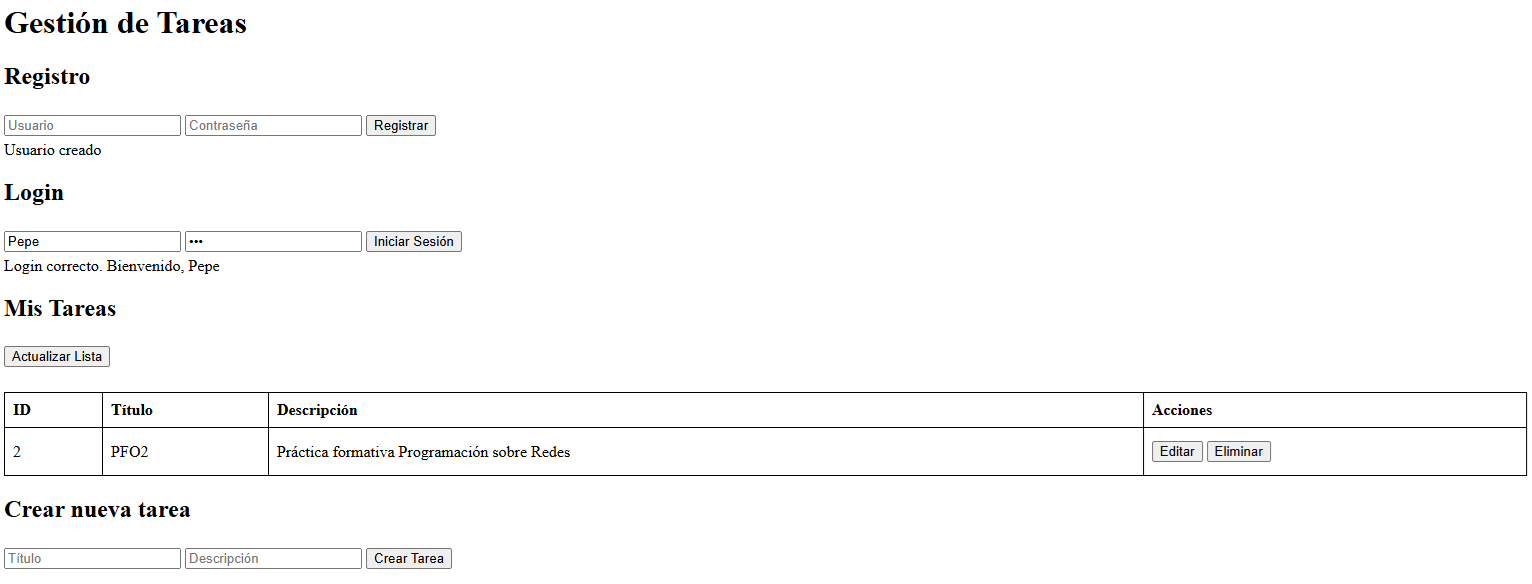 Gestión de Tareas
Registro
Usuario Contraseña Registrar
Usuario creado
Login
Pepe ••• Iniciar Sesión
Login correcto. Bienvenido, Pepe
Mis Tareas
Actualizar Lista
ID Título Descripción Acciones
2 PFO2 Práctica formativa Programación sobre Redes Editar Eliminar
Crear nueva tarea
Título Descripción Crear Tarea